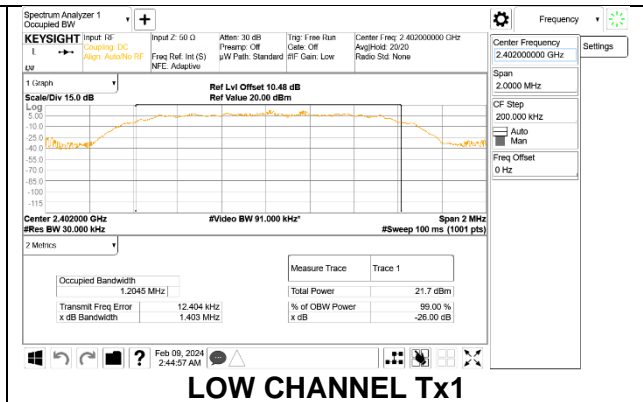 Spectrum Analyzer 1
Occupied BW
Frequency
KEYSIGHT Input: RF Input Z: 50 Ω Atten: 30 dB Trig: Free Run Center Freq: 2.402000000 GHz
Coupling: DC Preamp: Off Gate: Off Avg|Hold: 20/20
Align: Auto/No RF Freq Ref: Int (S) µW Path: Standard #IF Gain: Low Radio Std: None
NFE: Adaptive
1 Graph
Ref Lvl Offset 10.48 dB
Scale/Div 15.0 dB Ref Value 20.00 dBm
Log
5.00
-10.0
-25.0
-40.0
-55.0
-70.0
-85.0
-100
-115
Center 2.402000 GHz #Video BW 91.000 kHz* Span 2 MHz
#Res BW 30.000 kHz #Sweep 100 ms (1001 pts)
2 Metrics
Measure Trace Trace 1
Occupied Bandwidth
1.2045 MHz Total Power 21.7 dBm
Transmit Freq Error 12.404 kHz % of OBW Power 99.00 %
x dB Bandwidth 1.403 MHz x dB -26.00 dB
Center Frequency
2.402000000 GHz
Settings
Span
2.0000 MHz
CF Step
200.000 kHz
Auto
Man
Freq Offset
0 Hz
Feb 09, 2024
2:44:57 AM
LOW CHANNEL Tx1